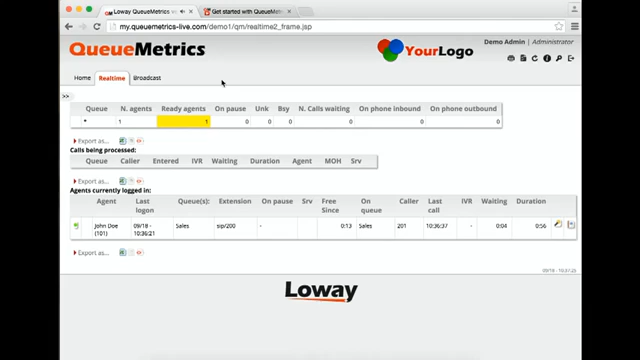 Loway QueueMetrics
Get started with QueueMetri
my.queuemetrics-live.com/demo1/qm/realtime2_frame.jsp
QueueMetrics
YourLogo
Demo Admin | Administrator
Home Realtime Broadcast
>>
Queue N. agents Ready agents On pause Unk Bsy N. Calls waiting On phone inbound On phone outbound
* 1 1 0 0 0 0 0 0
Export as...
Calls being processed:
Queue Caller Entered IVR Waiting Duration Agent MOH Srv
Export as...
Agents currently logged in:
Agent Last logon Queue(s): Extension On pause Srv Free Since On queue Caller Last call IVR Waiting Duration
John Doe (101) 09/18 - 10:36:21 Sales sip/200 - 0:13 Sales 201 10:36:37 - 0:04 0:56
Export as...
Loway